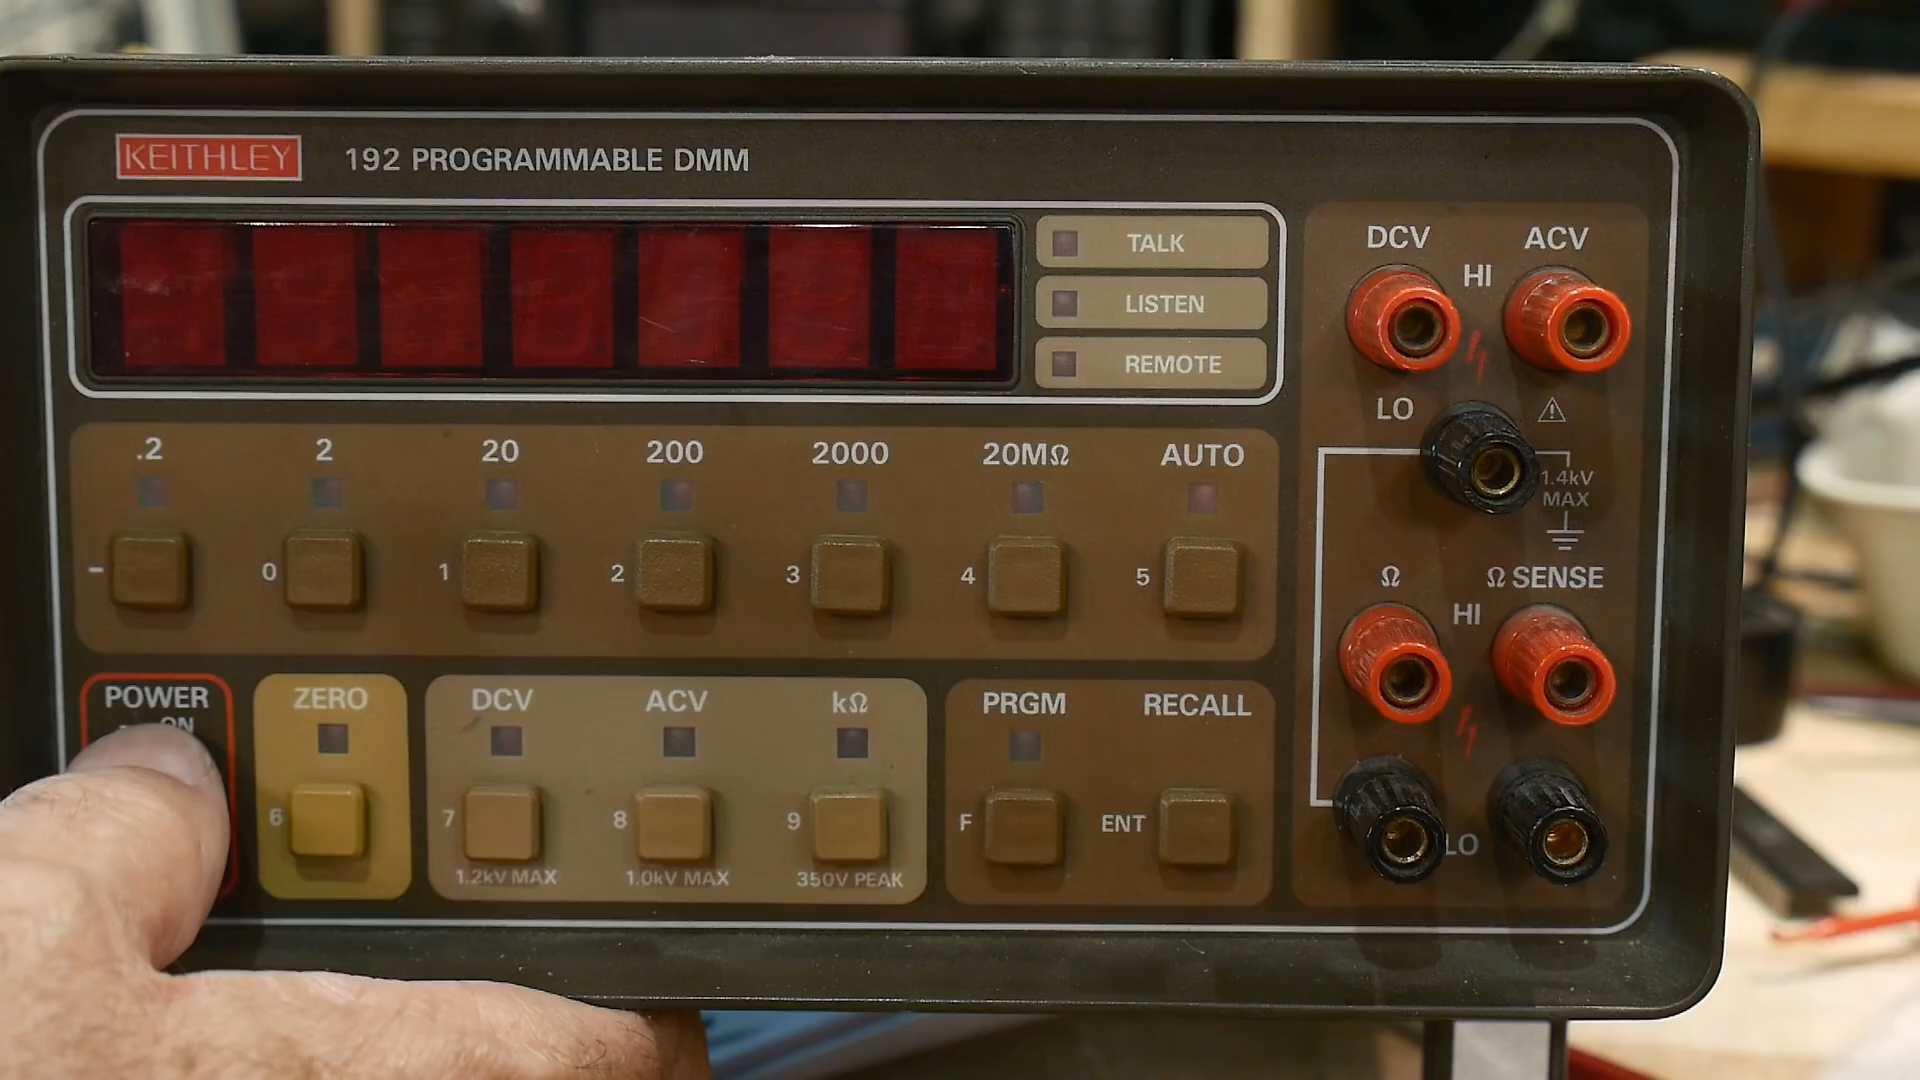 KEITHLEY 192 PROGRAMMABLE DMM
TALK
LISTEN
REMOTE
DCV ACV
HI
LO
1.4kV
MAX
.2 2 20 200 2000 20MΩ AUTO
- 0 1 2 3 4 5
Ω Ω SENSE
HI
LO
POWER
ON
ZERO DCV ACV kΩ PRGM RECALL
6 7 8 9 F ENT
1.2kV MAX 1.0kV MAX 350V PEAK